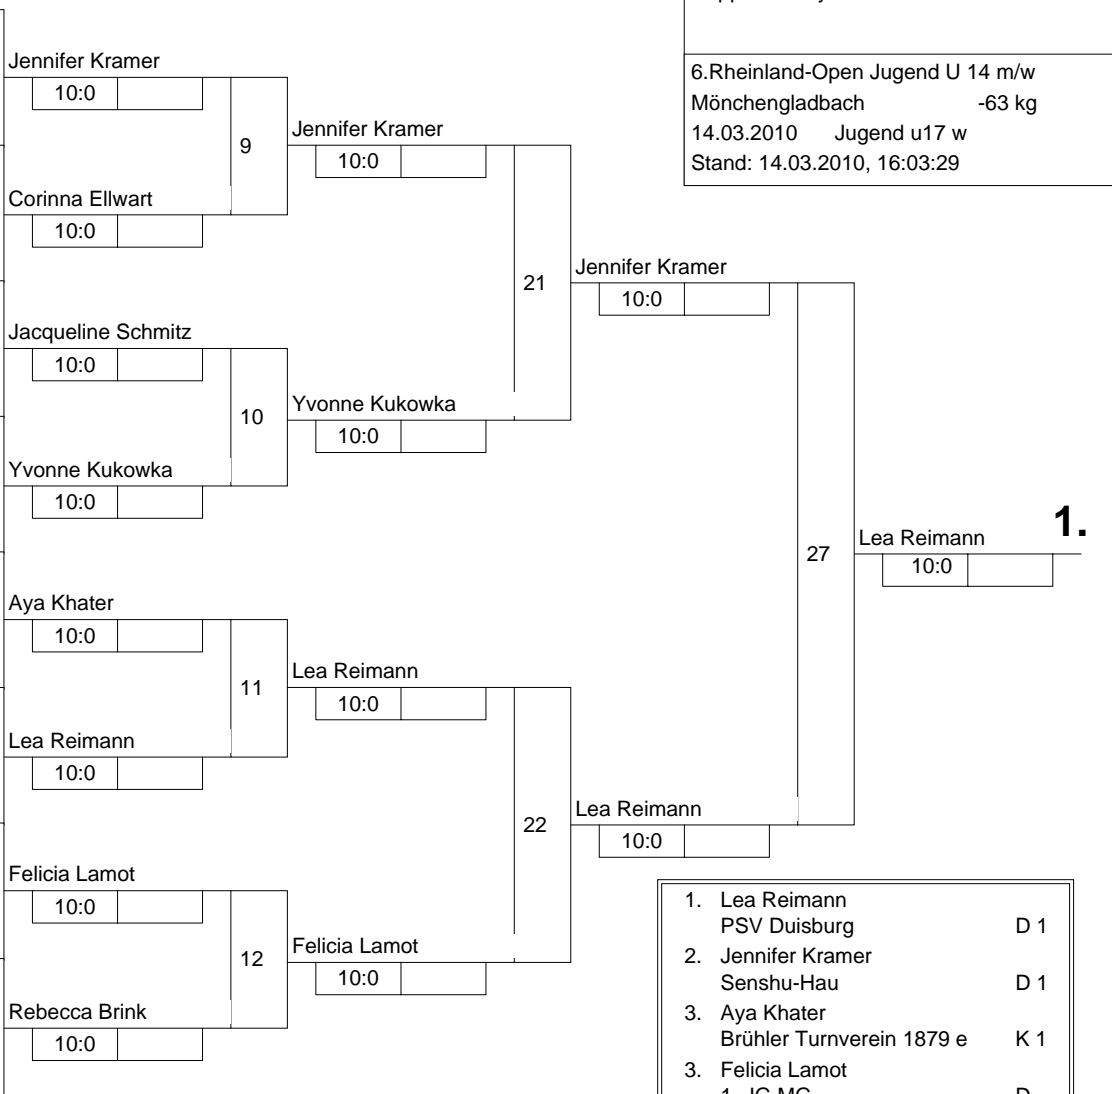 6.Rheinland-Open Jugend U 14 m/w
Mönchengladbach -63 kg
14.03.2010 Jugend u17 w
Stand: 14.03.2010, 16:03:29
Jennifer Kramer
10:0
9
Corinna Ellwart
10:0
Jacqueline Schmitz
10:0
10
Yvonne Kukowka
10:0
Aya Khater
10:0
11
Lea Reimann
10:0
Felicia Lamot
10:0
12
Rebecca Brink
10:0
Jennifer Kramer
10:0
21
Yvonne Kukowka
10:0
Lea Reimann
10:0
22
Felicia Lamot
10:0
Jennifer Kramer
10:0
27
Lea Reimann
10:0
1.
Lea Reimann
10:0
1. Lea Reimann
PSV Duisburg D 1
2. Jennifer Kramer
Senshu-Hau D 1
3. Aya Khater
Brühler Turnverein 1879 e K 1
3. Felicia Lamot